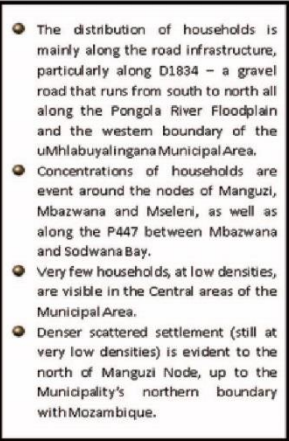 The distribution of households is
mainly along the road infrastructure,
particularly along D1834 – a gravel
road that runs from south to north all
along the Pongola River Floodplain
and the western boundary of the
uMhlabuyalingana Municipal Area.
Concentrations of households are
event around the nodes of Manguzi,
Mbazwana and Mseleni, as well as
along the P447 between Mbazwana
and Sodwana Bay.
Very few households, at low densities,
are visible in the Central areas of the
Municipal Area.
Denser scattered settlement (still at
very low densities) is evident to the
north of Manguzi Node, up to the
Municipality's northern boundary
with Mozambique.